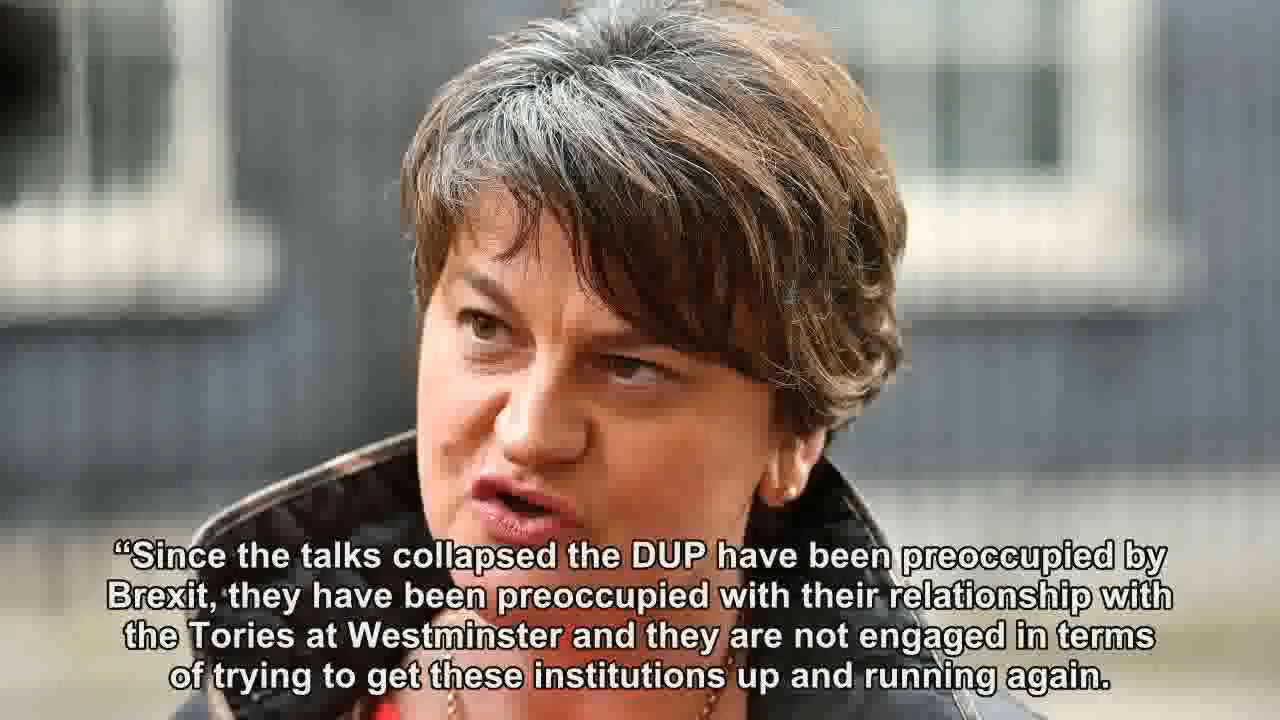 “Since the talks collapsed the DUP have been preoccupied by
Brexit, they have been preoccupied with their relationship with
the Tories at Westminster and they are not engaged in terms
of trying to get these institutions up and running again.